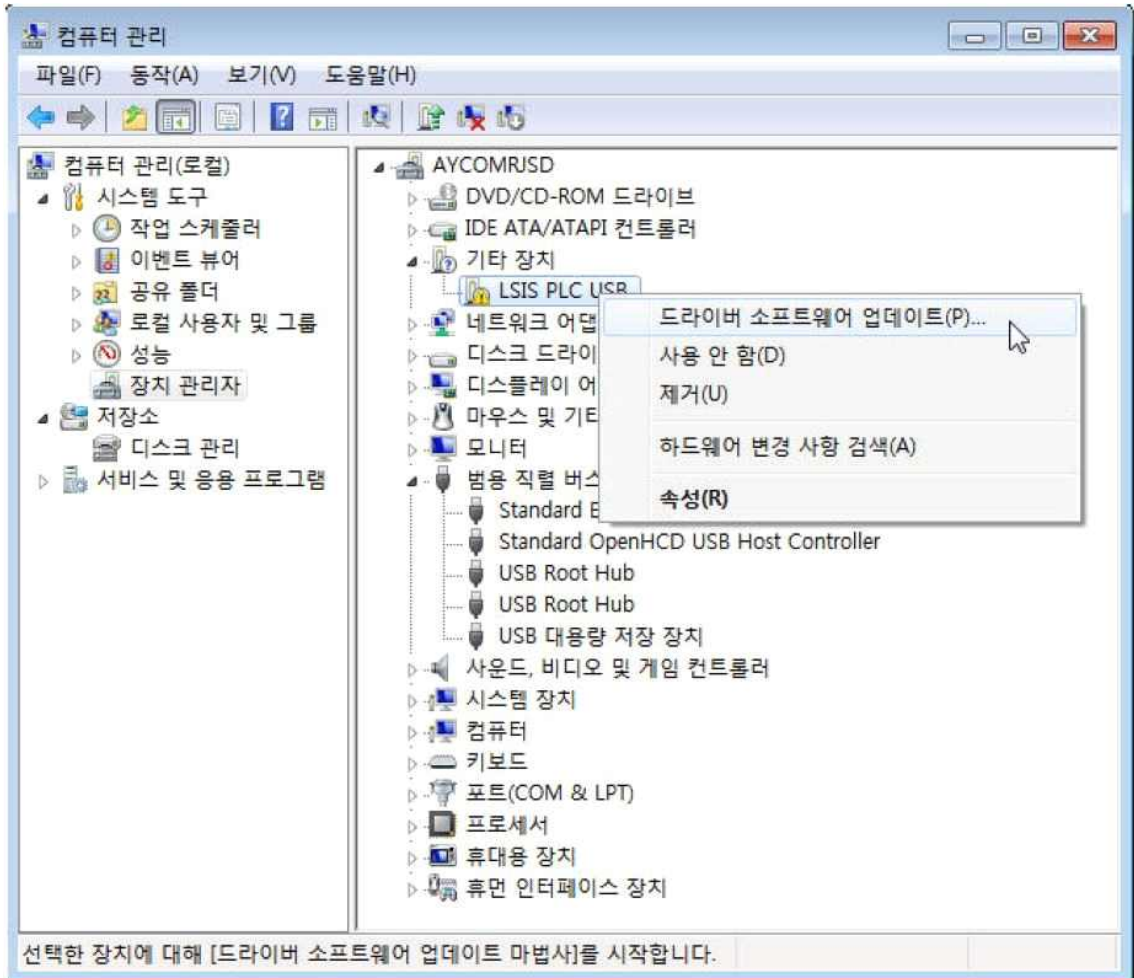 컴퓨터 관리
파일(F) 동작(A) 보기(V) 도움말(H)
컴퓨터 관리(로컬)
시스템 도구
작업 스케줄러
이벤트 뷰어
공유 폴더
로컬 사용자 및 그룹
성능
장치 관리자
저장소
디스크 관리
서비스 및 응용 프로그램
AYCOMRJSD
DVD/CD-ROM 드라이브
IDE ATA/ATAPI 컨트롤러
기타 장치
LSIS PLC USB
네트워크 어댑
디스크 드라이
디스플레이 어
마우스 및 기타
모니터
범용 직렬 버스
Standard E
Standard OpenHCD USB Host Controller
USB Root Hub
USB Root Hub
USB 대용량 저장 장치
사운드, 비디오 및 게임 컨트롤러
시스템 장치
컴퓨터
키보드
포트(COM & LPT)
프로세서
휴대용 장치
휴먼 인터페이스 장치
드라이버 소프트웨어 업데이트(P)...
사용 안 함(D)
제거(U)
하드웨어 변경 사항 검색(A)
속성(R)
선택한 장치에 대해 [드라이버 소프트웨어 업데이트 마법사]를 시작합니다.